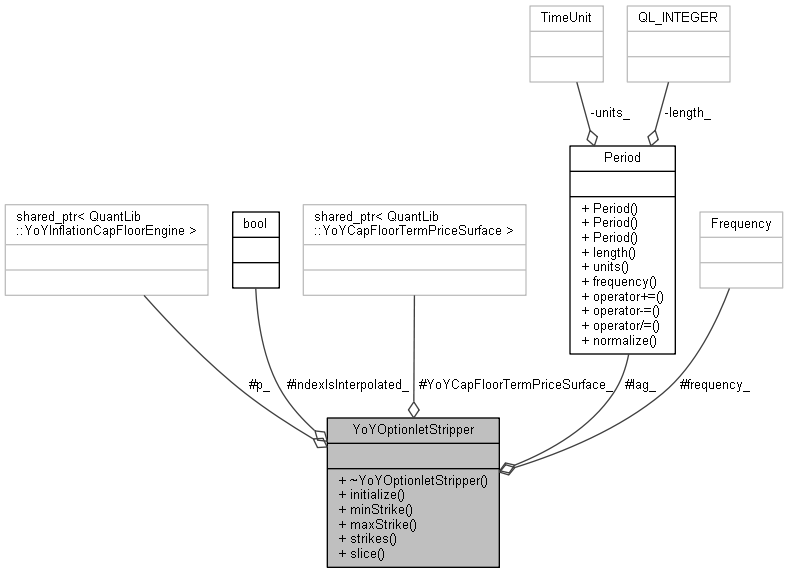 TimeUnit
QL_INTEGER
-units_
-length_
Period
+ Period()
+ Period()
+ Period()
+ length()
+ units()
+ frequency()
+ operator+=()
+ operator-=()
+ operator/=()
+ normalize()
shared_ptr< QuantLib
::YoYInflationCapFloorEngine >
bool
shared_ptr< QuantLib
::YoYCapFloorTermPriceSurface >
Frequency
#p_
#indexIsInterpolated_
#YoYCapFloorTermPriceSurface_
#lag_
#frequency_
YoYOptionletStripper
+ ~YoYOptionletStripper()
+ initialize()
+ minStrike()
+ maxStrike()
+ strikes()
+ slice()